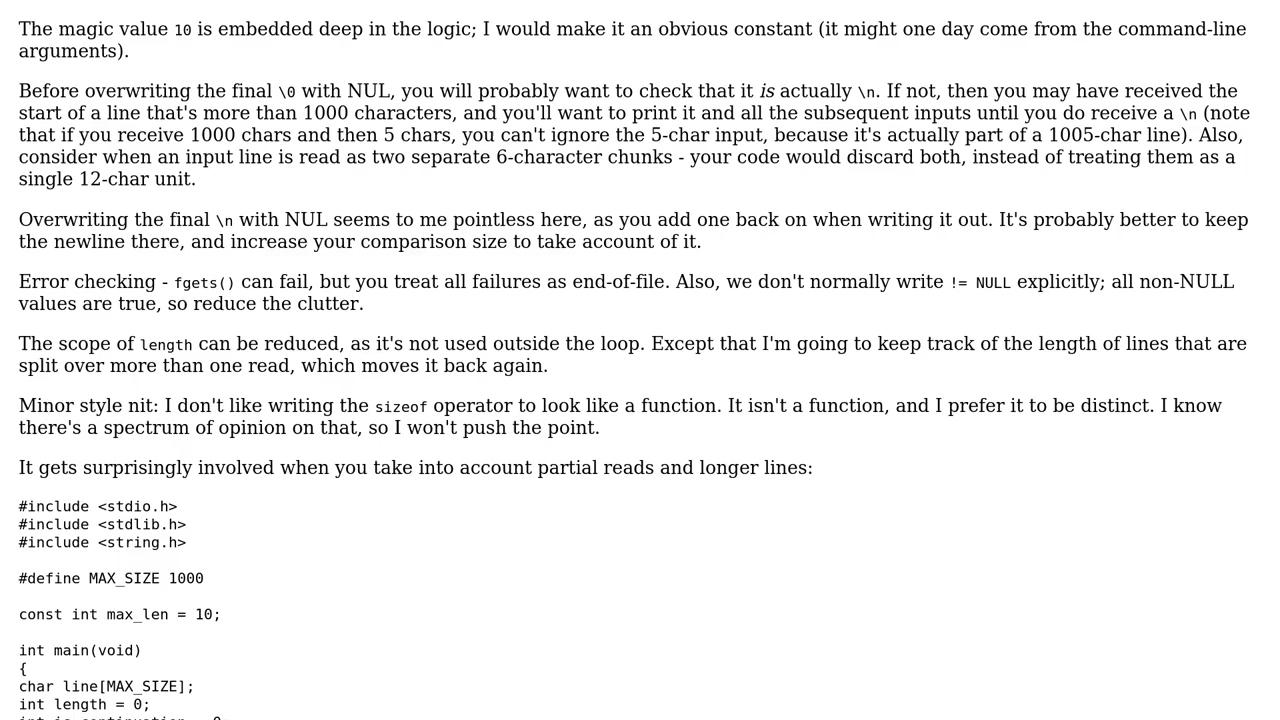 The magic value 10 is embedded deep in the logic; I would make it an obvious constant (it might one day come from the command-line
arguments).
Before overwriting the final \0 with NUL, you will probably want to check that it is actually \n. If not, then you may have received the
start of a line that's more than 1000 characters, and you'll want to print it and all the subsequent inputs until you do receive a \n (note
that if you receive 1000 chars and then 5 chars, you can't ignore the 5-char input, because it's actually part of a 1005-char line). Also,
consider when an input line is read as two separate 6-character chunks - your code would discard both, instead of treating them as a
single 12-char unit.
Overwriting the final \n with NUL seems to me pointless here, as you add one back on when writing it out. It's probably better to keep
the newline there, and increase your comparison size to take account of it.
Error checking - fgets() can fail, but you treat all failures as end-of-file. Also, we don't normally write != NULL explicitly; all non-NULL
values are true, so reduce the clutter.
The scope of length can be reduced, as it's not used outside the loop. Except that I'm going to keep track of the length of lines that are
split over more than one read, which moves it back again.
Minor style nit: I don't like writing the sizeof operator to look like a function. It isn't a function, and I prefer it to be distinct. I know
there's a spectrum of opinion on that, so I won't push the point.
It gets surprisingly involved when you take into account partial reads and longer lines:
#include <stdio.h>
#include <stdlib.h>
#include <string.h>
#define MAX_SIZE 1000
const int max_len = 10;
int main(void)
{
char line[MAX_SIZE];
int length = 0;